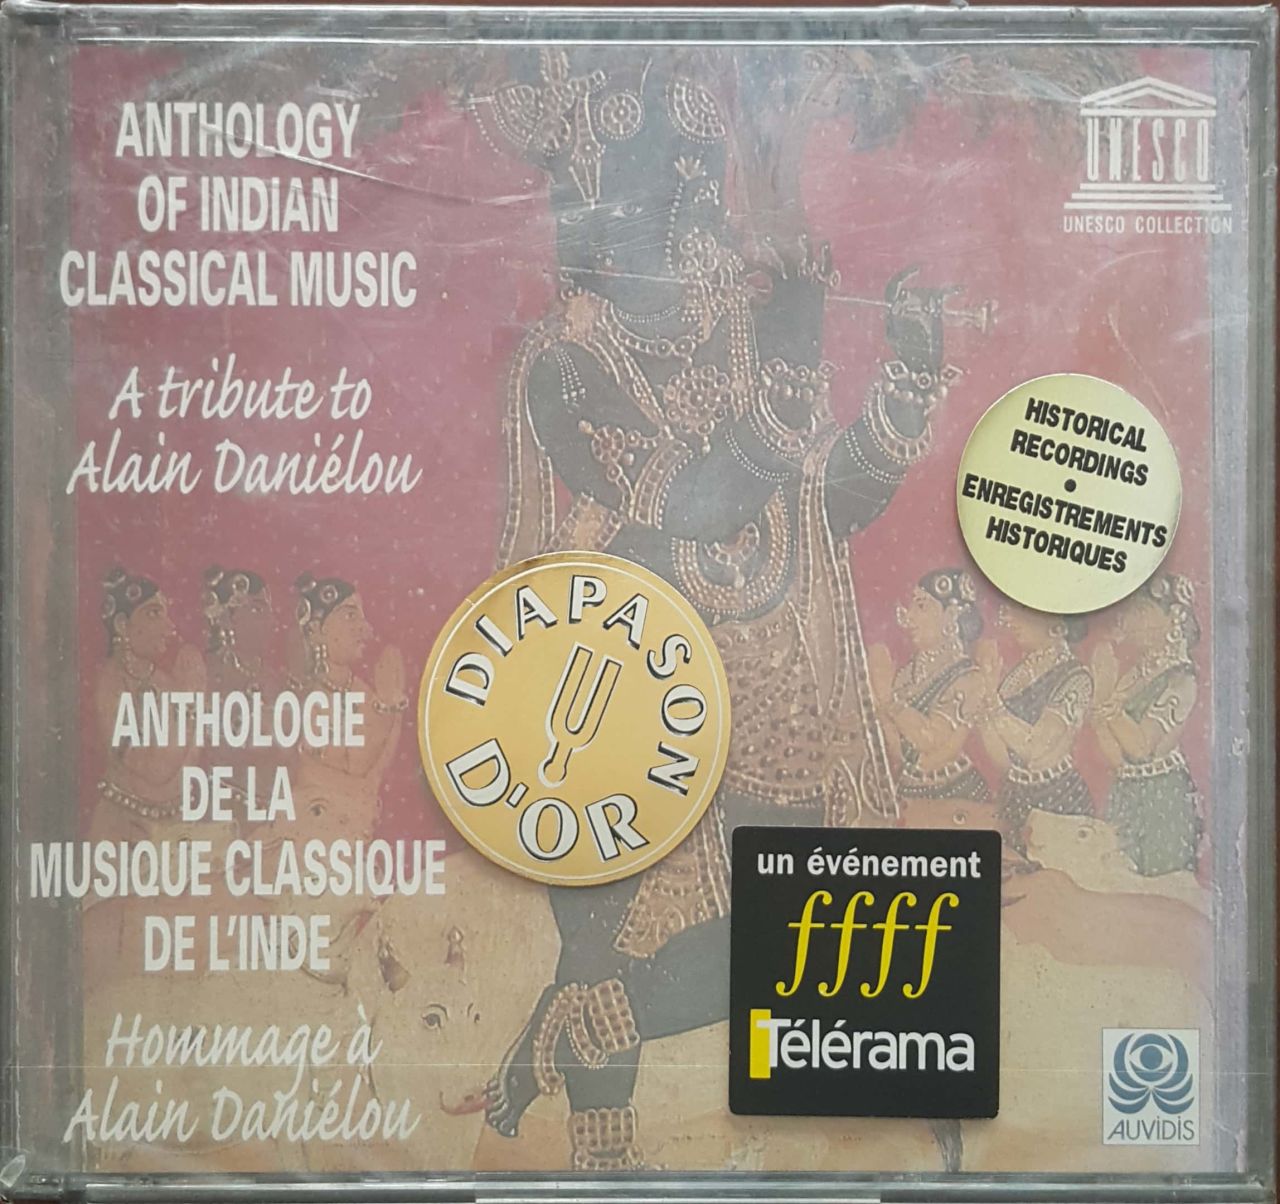 ANTHOLOGY
OF INDIAN
CLASSICAL MUSIC
A tribute to
Alain Daniélou
UNESCO
UNESCO COLLECTION
HISTORICAL
RECORDINGS
•
ENREGISTREMENTS
HISTORIQUES
DIAPASON
D'OR
ANTHOLOGIE
DE LA
MUSIQUE CLASSIQUE
DE L'INDE
Hommage à
Alain Daniélou
un événement
ffff
Télérama
AUVIDIS